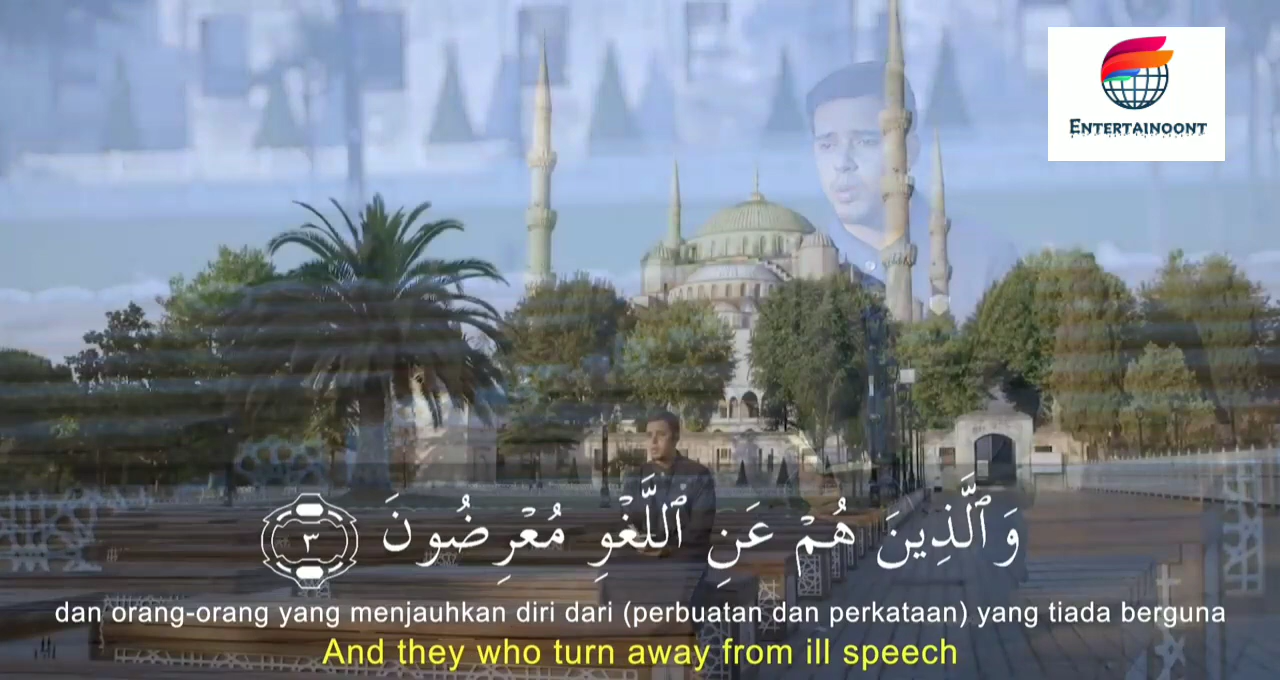 ENTERTAINOONT
وَٱلَّذِينَ هُمْ عَنِ ٱللَّغْوِ مُعْرِضُونَ ٣
dan orang-orang yang menjauhkan diri dari (perbuatan dan perkataan) yang tiada berguna
And they who turn away from ill speech